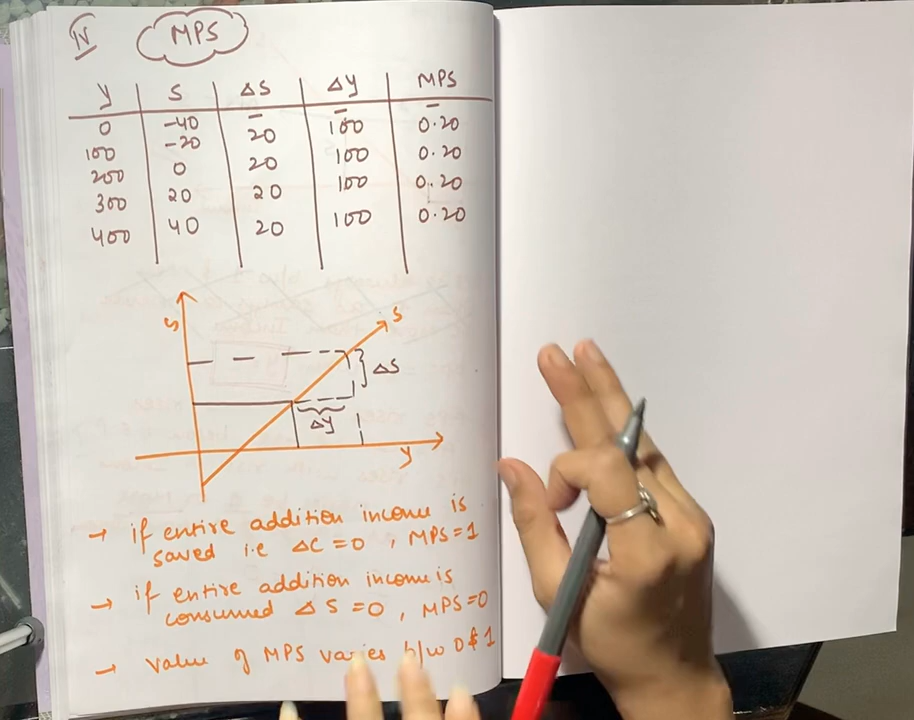 IV MPS
Y S ΔS ΔY MPS
0 -40 - - -
100 -20 20 100 0.20
200 0 20 100 0.20
300 20 20 100 0.20
400 40 20 100 0.20
S
S
ΔS
ΔY
Y
→ if entire addition income is
saved i.e ΔC = 0 , MPS = 1
→ if entire addition income is
consumed ΔS = 0 , MPS = 0
→ Value of MPS varies b/w 0 & 1